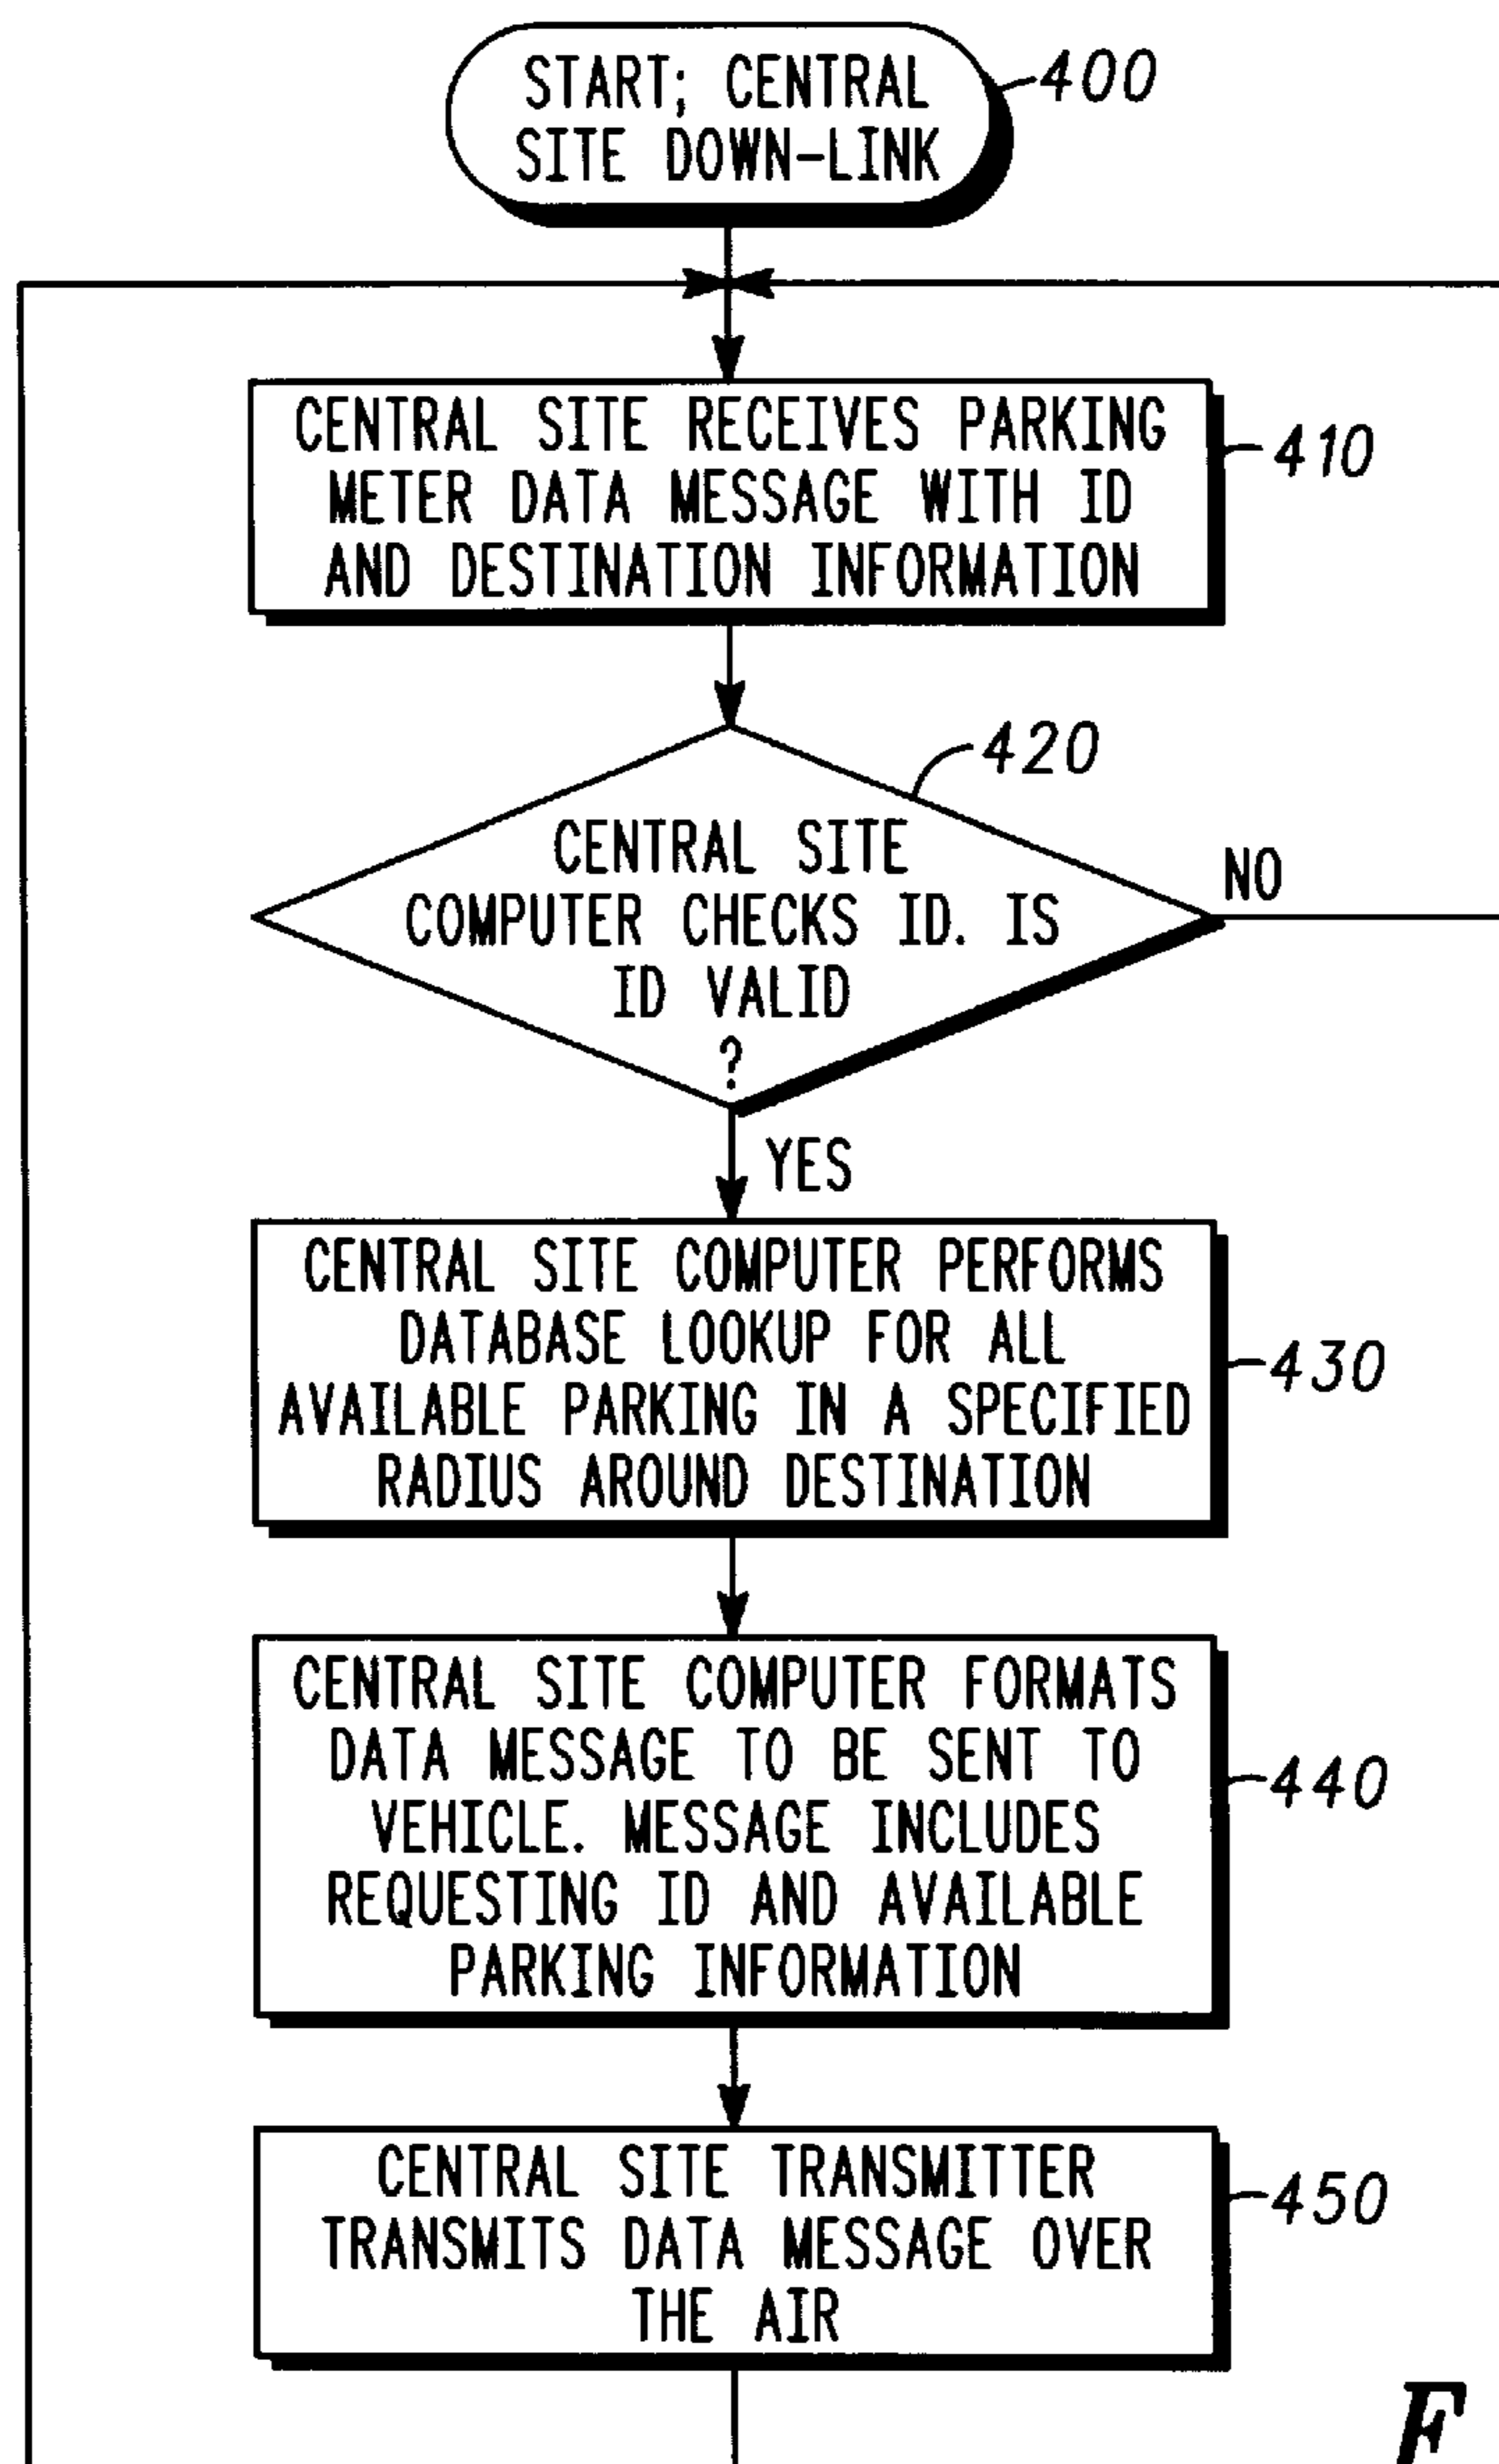 START; CENTRAL
SITE DOWN-LINK
400
CENTRAL SITE RECEIVES PARKING
METER DATA MESSAGE WITH ID
AND DESTINATION INFORMATION
410
420
CENTRAL SITE
COMPUTER CHECKS ID. IS
ID VALID
?
NO
YES
CENTRAL SITE COMPUTER PERFORMS
DATABASE LOOKUP FOR ALL
AVAILABLE PARKING IN A SPECIFIED
RADIUS AROUND DESTINATION
430
CENTRAL SITE COMPUTER FORMATS
DATA MESSAGE TO BE SENT TO
VEHICLE. MESSAGE INCLUDES
REQUESTING ID AND AVAILABLE
PARKING INFORMATION
440
CENTRAL SITE TRANSMITTER
TRANSMITS DATA MESSAGE OVER
THE AIR
450
F